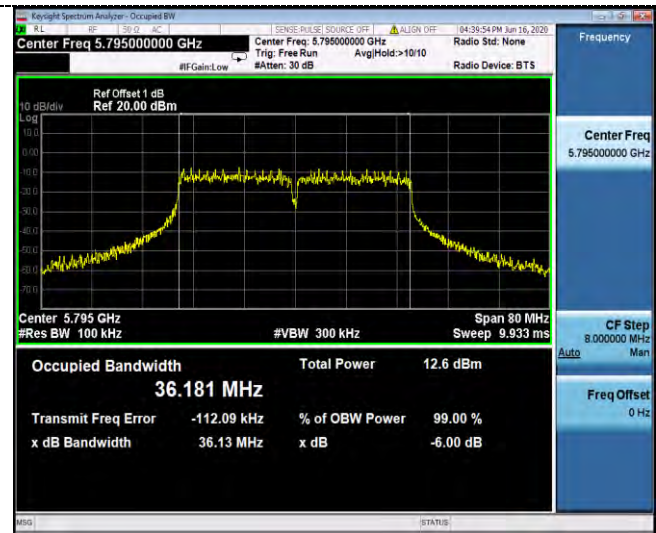 Keysight Spectrum Analyzer - Occupied BW
RL RF 50 Ω AC SENSE:PULSE SOURCE OFF ALIGN OFF 04:39:54 PM Jun 16, 2020
Center Freq 5.795000000 GHz Center Freq: 5.795000000 GHz Radio Std: None Frequency
Trig: Free Run Avg|Hold:>10/10
#IFGain:Low #Atten: 30 dB Radio Device: BTS
Ref Offset 1 dB
10 dB/div Ref 20.00 dBm
Log
10.0
0.00
-10.0
-20.0
-30.0
-40.0
-50.0
-60.0
-70.0
Center Freq
5.795000000 GHz
Center 5.795 GHz Span 80 MHz
#Res BW 100 kHz #VBW 300 kHz Sweep 9.933 ms
CF Step
8.000000 MHz
Auto Man
Occupied Bandwidth Total Power 12.6 dBm
36.181 MHz
Freq Offset
0 Hz
Transmit Freq Error -112.09 kHz % of OBW Power 99.00 %
x dB Bandwidth 36.13 MHz x dB -6.00 dB
MSG STATUS